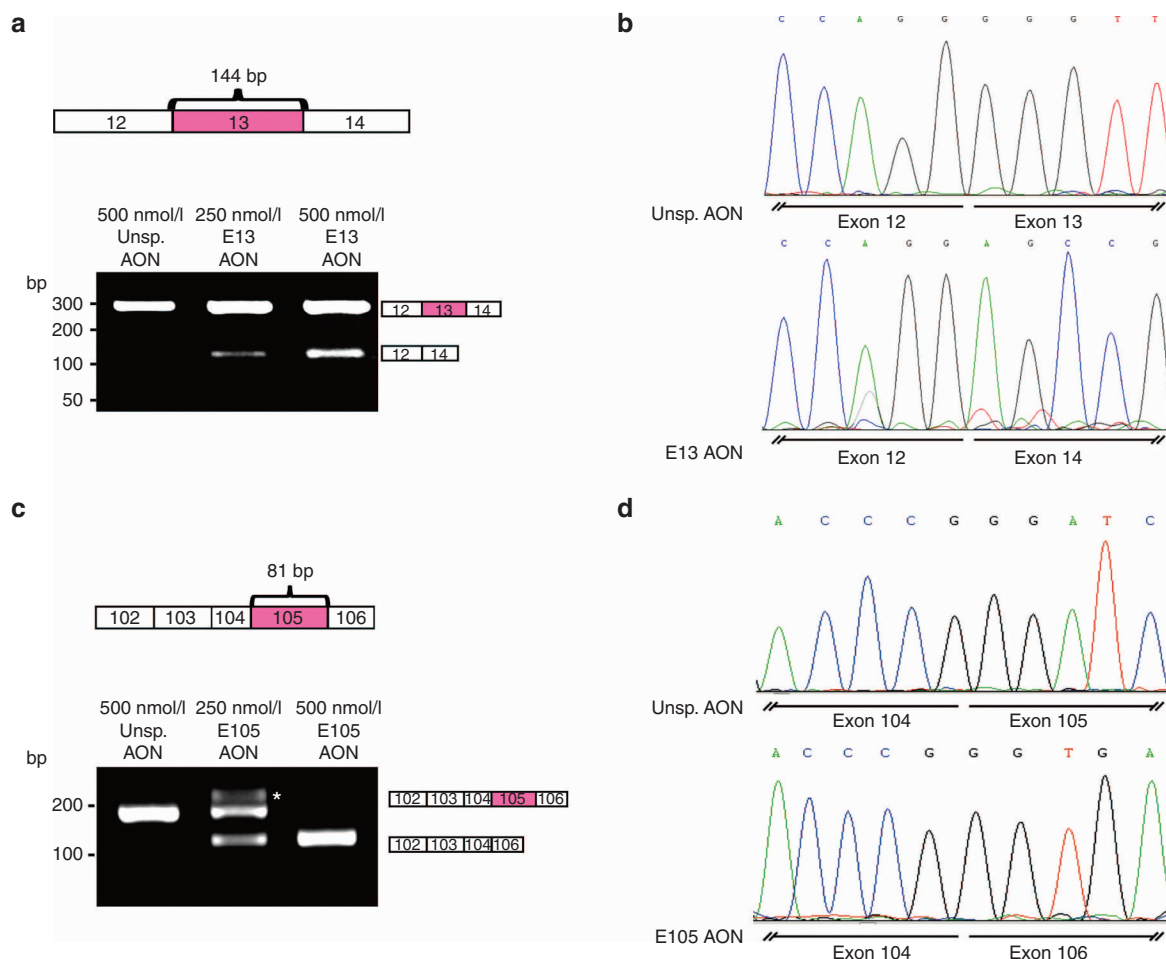 a
144 bp
12 13 14
500 nmol/l 250 nmol/l 500 nmol/l
Unsp. E13 E13
AON AON AON
bp
300
200
100
50
12 13 14
12 14
b
C C A G G G G G T T
Unsp. AON
Exon 12 Exon 13
C C A G G A G C C G
E13 AON
Exon 12 Exon 14
c
81 bp
102 103 104 105 106
500 nmol/l 250 nmol/l 500 nmol/l
Unsp. E105 E105
AON AON AON
bp
200
100
*
102 103 104 105 106
102 103 104 106
d
A C C C G G G A T C
Unsp. AON
Exon 104 Exon 105
A C C C G G G T G A
E105 AON
Exon 104 Exon 106